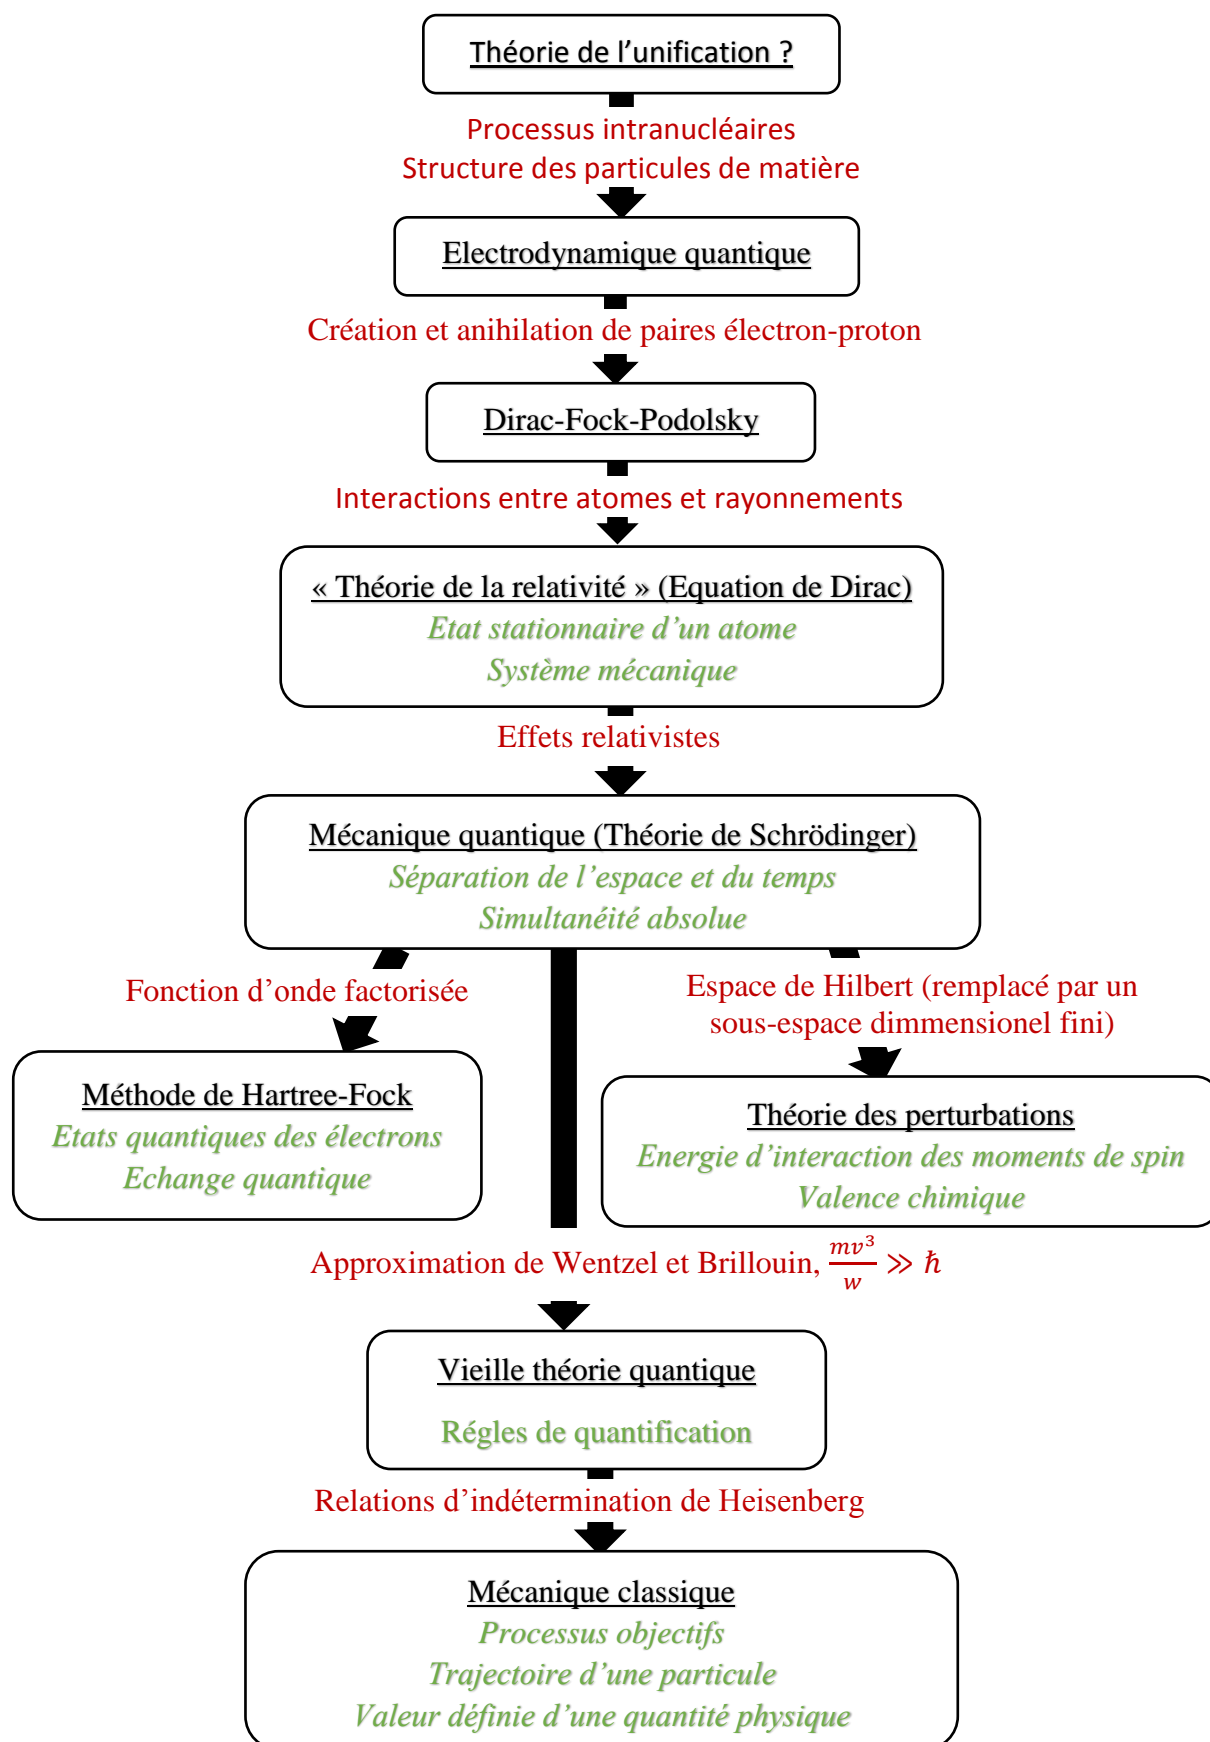 Théorie de l’unification ?
Processus intranucléaires
Structure des particules de matière
Electrodynamique quantique
Création et anihilation de paires électron-proton
Dirac-Fock-Podolsky
Interactions entre atomes et rayonnements
« Théorie de la relativité » (Equation de Dirac)
Etat stationnaire d’un atome
Système mécanique
Effets relativistes
Mécanique quantique (Théorie de Schrödinger)
Séparation de l’espace et du temps
Simultanéité absolue
Fonction d’onde factorisée
Espace de Hilbert (remplacé par un
sous-espace dimmensionel fini)
Méthode de Hartree-Fock
Etats quantiques des électrons
Echange quantique
Théorie des perturbations
Energie d’interaction des moments de spin
Valence chimique
Approximation de Wentzel et Brillouin, mv³/w ≫ ℏ
Vieille théorie quantique
Régles de quantification
Relations d’indétermination de Heisenberg
Mécanique classique
Processus objectifs
Trajectoire d’une particule
Valeur définie d’une quantité physique